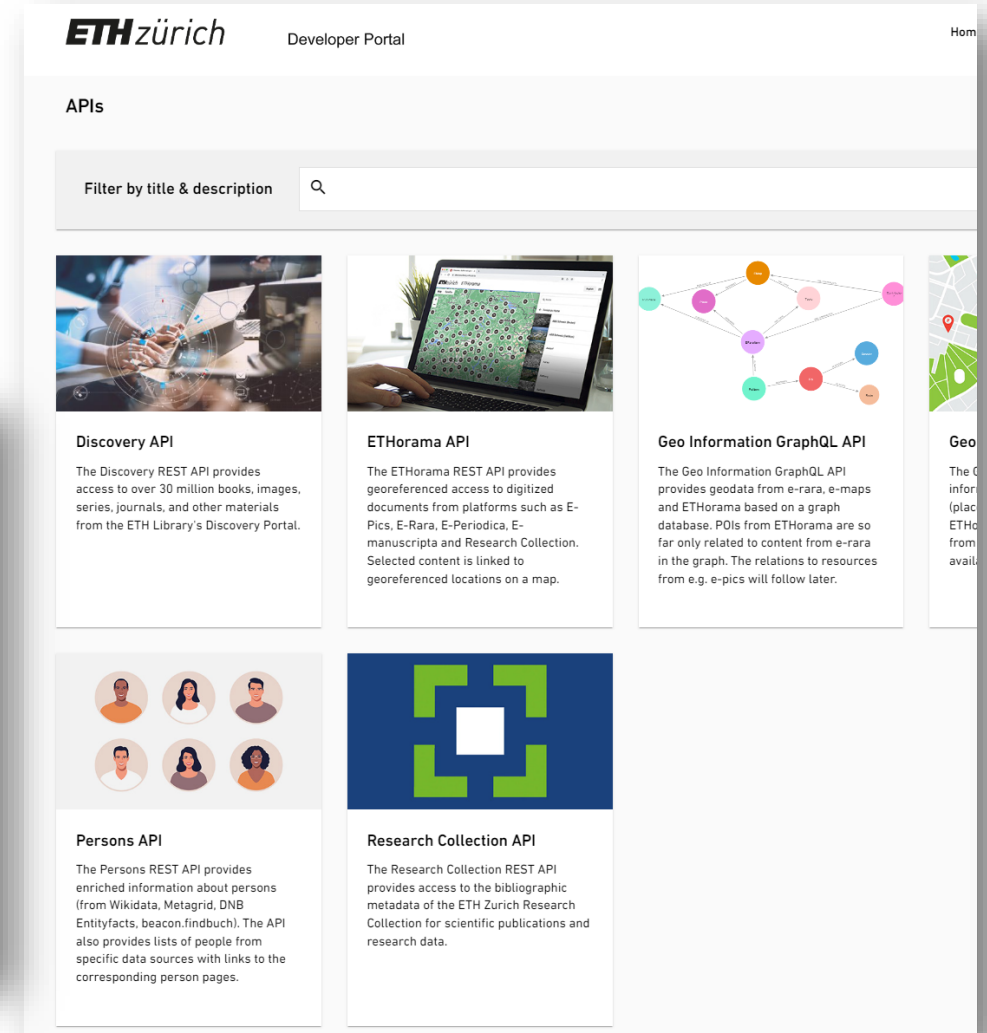 ETH zürich
Developer Portal
Hom
APIs
Filter by title & description
Discovery API
The Discovery REST API provides
access to over 30 million books, images,
series, journals, and other materials
from the ETH Library's Discovery Portal.
ETHorama API
The ETHorama REST API provides
georeferenced access to digitized
documents from platforms such as E-
Pics, E-Rara, E-Periodica, E-
manuscripta and Research Collection.
Selected content is linked to
georeferenced locations on a map.
Geo Information GraphQL API
The Geo Information GraphQL API
provides geodata from e-rara, e-maps
and ETHorama based on a graph
database. POIs from ETHorama are so
far only related to content from e-rara
in the graph. The relations to resources
from e.g. e-pics will follow later.
Geo
The
infor
(plac
ETHo
from
avail
Persons API
The Persons REST API provides
enriched information about persons
(from Wikidata, Metagrid, DNB
Entityfacts, beacon.findbuch). The API
also provides lists of people from
specific data sources with links to the
corresponding person pages.
Research Collection API
The Research Collection REST API
provides access to the bibliographic
metadata of the ETH Zurich Research
Collection for scientific publications and
research data.